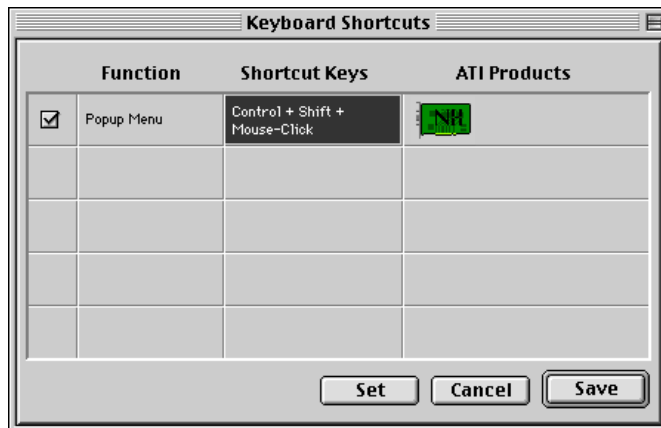 Keyboard Shortcuts
Function Shortcut Keys ATI Products
Popup Menu
Control + Shift +
Mouse-Click
Set Cancel Save